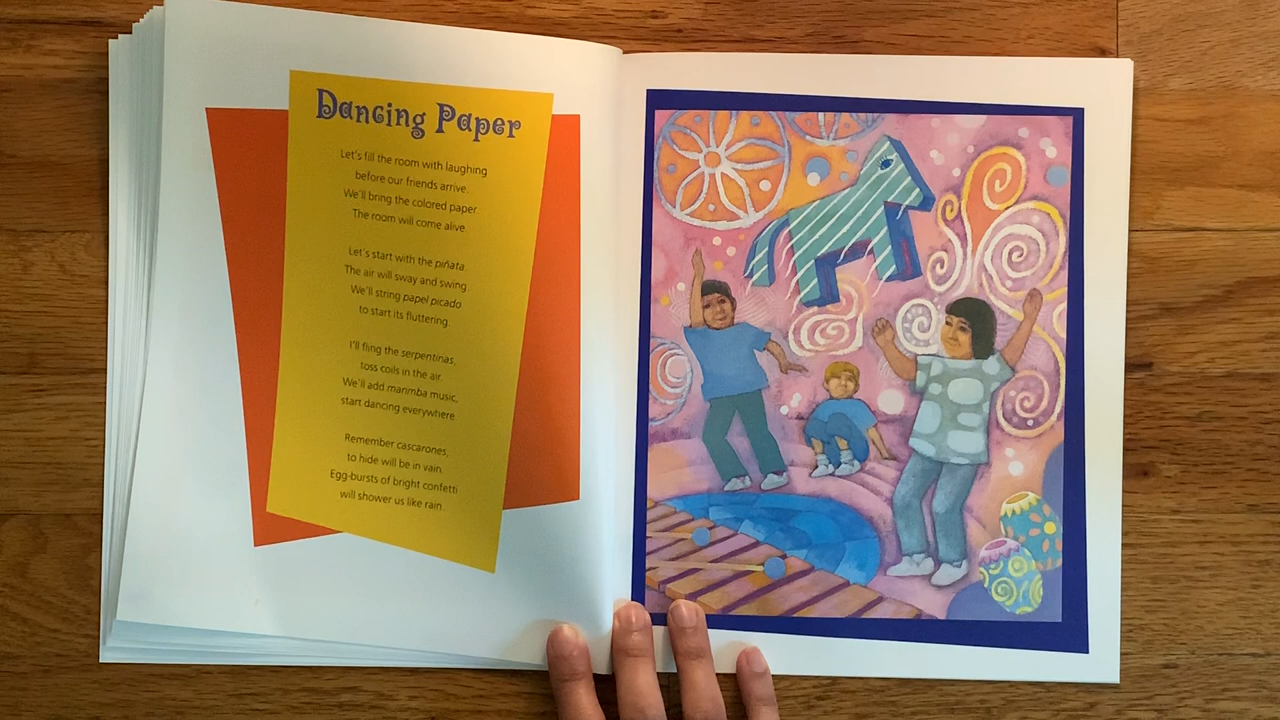 Dancing Paper
Let's fill the room with laughing
before our friends arrive.
We'll bring the colored paper
The room will come alive.
Let's start with the piñata.
The air will sway and swing.
We'll string papel picado
to start its fluttering.
I'll fling the serpentinas,
toss coils in the air.
We'll add marimba music,
start dancing everywhere.
Remember cascarones,
to hide will be in vain.
Egg-bursts of bright confetti
will shower us like rain.